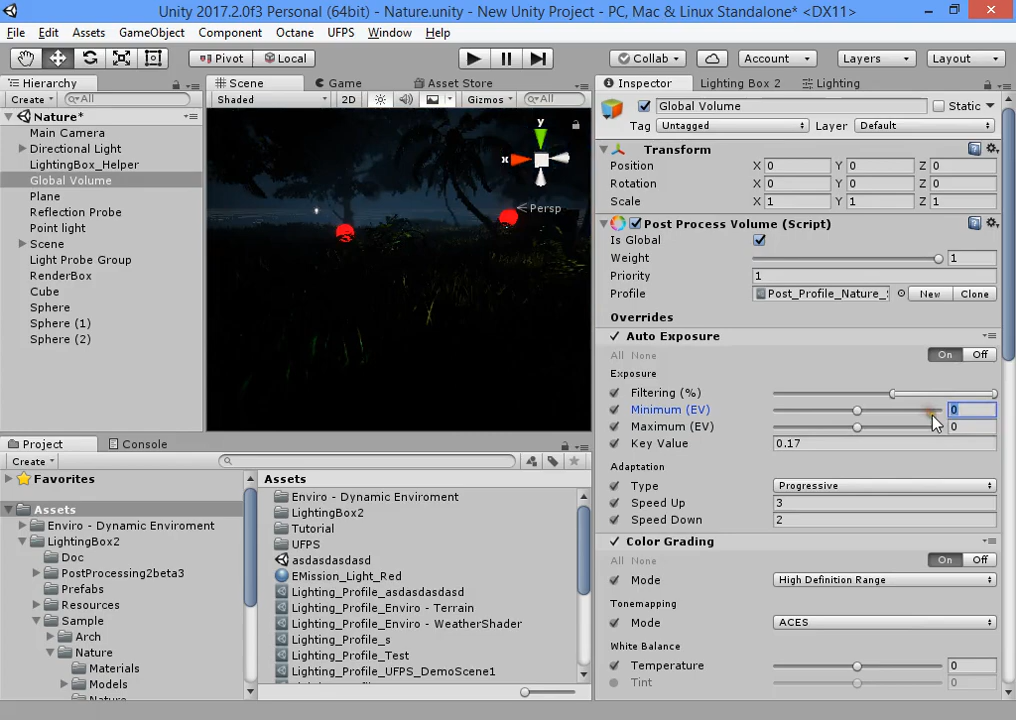 Unity 2017.2.0f3 Personal (64bit) - Nature.unity - New Unity Project - PC, Mac & Linux Standalone* <DX11>
File Edit Assets GameObject Component Octane UFPS Window Help
Pivot Local Collab Account Layers Layout
Hierarchy
Create All
Nature*
Main Camera
Directional Light
LightingBox_Helper
Global Volume
Plane
Reflection Probe
Point light
Scene
Light Probe Group
RenderBox
Cube
Sphere
Sphere (1)
Sphere (2)
Scene Game Asset Store
Shaded 2D Gizmos All
y
x
Persp
Project Console
Create
Favorites
Assets
Enviro - Dynamic Enviroment
LightingBox2
Doc
PostProcessing2beta3
Prefabs
Resources
Sample
Arch
Nature
Materials
Models
Assets
Enviro - Dynamic Enviroment
LightingBox2
Tutorial
UFPS
asdasdasdasd
EMission_Light_Red
Lighting_Profile_asdasdasdasd
Lighting_Profile_Enviro - Terrain
Lighting_Profile_Enviro - WeatherShader
Lighting_Profile_s
Lighting_Profile_Test
Lighting_Profile_UFPS_DemoScene1
Inspector Lighting Box 2 Lighting
Global Volume Static
Tag Untagged Layer Default
Transform
Position X 0 Y 0 Z 0
Rotation X 0 Y 0 Z 0
Scale X 1 Y 1 Z 1
Post Process Volume (Script)
Is Global
Weight 1
Priority 1
Profile Post_Profile_Nature_ New Clone
Overrides
Auto Exposure
All None On Off
Exposure
Filtering (%)
Minimum (EV) 0
Maximum (EV) 0
Key Value 0.17
Adaptation
Type Progressive
Speed Up 3
Speed Down 2
Color Grading
All None On Off
Mode High Definition Range
Tonemapping
Mode ACES
White Balance
Temperature 0
Tint 0